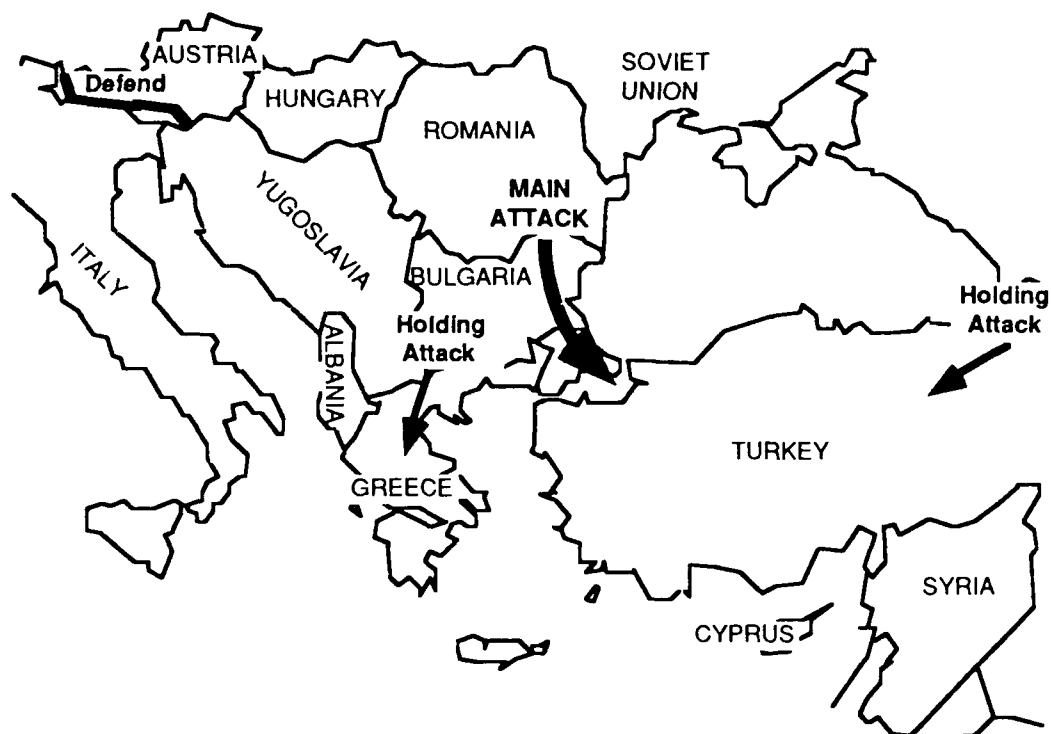 AUSTRIA
Defend
HUNGARY
SOVIET
UNION
ROMANIA
MAIN
ATTACK
YUGOSLAVIA
ITALY
BULGARIA
Holding
Attack
Holding
Attack
ALBANIA
TURKEY
GREECE
SYRIA
CYPRUS